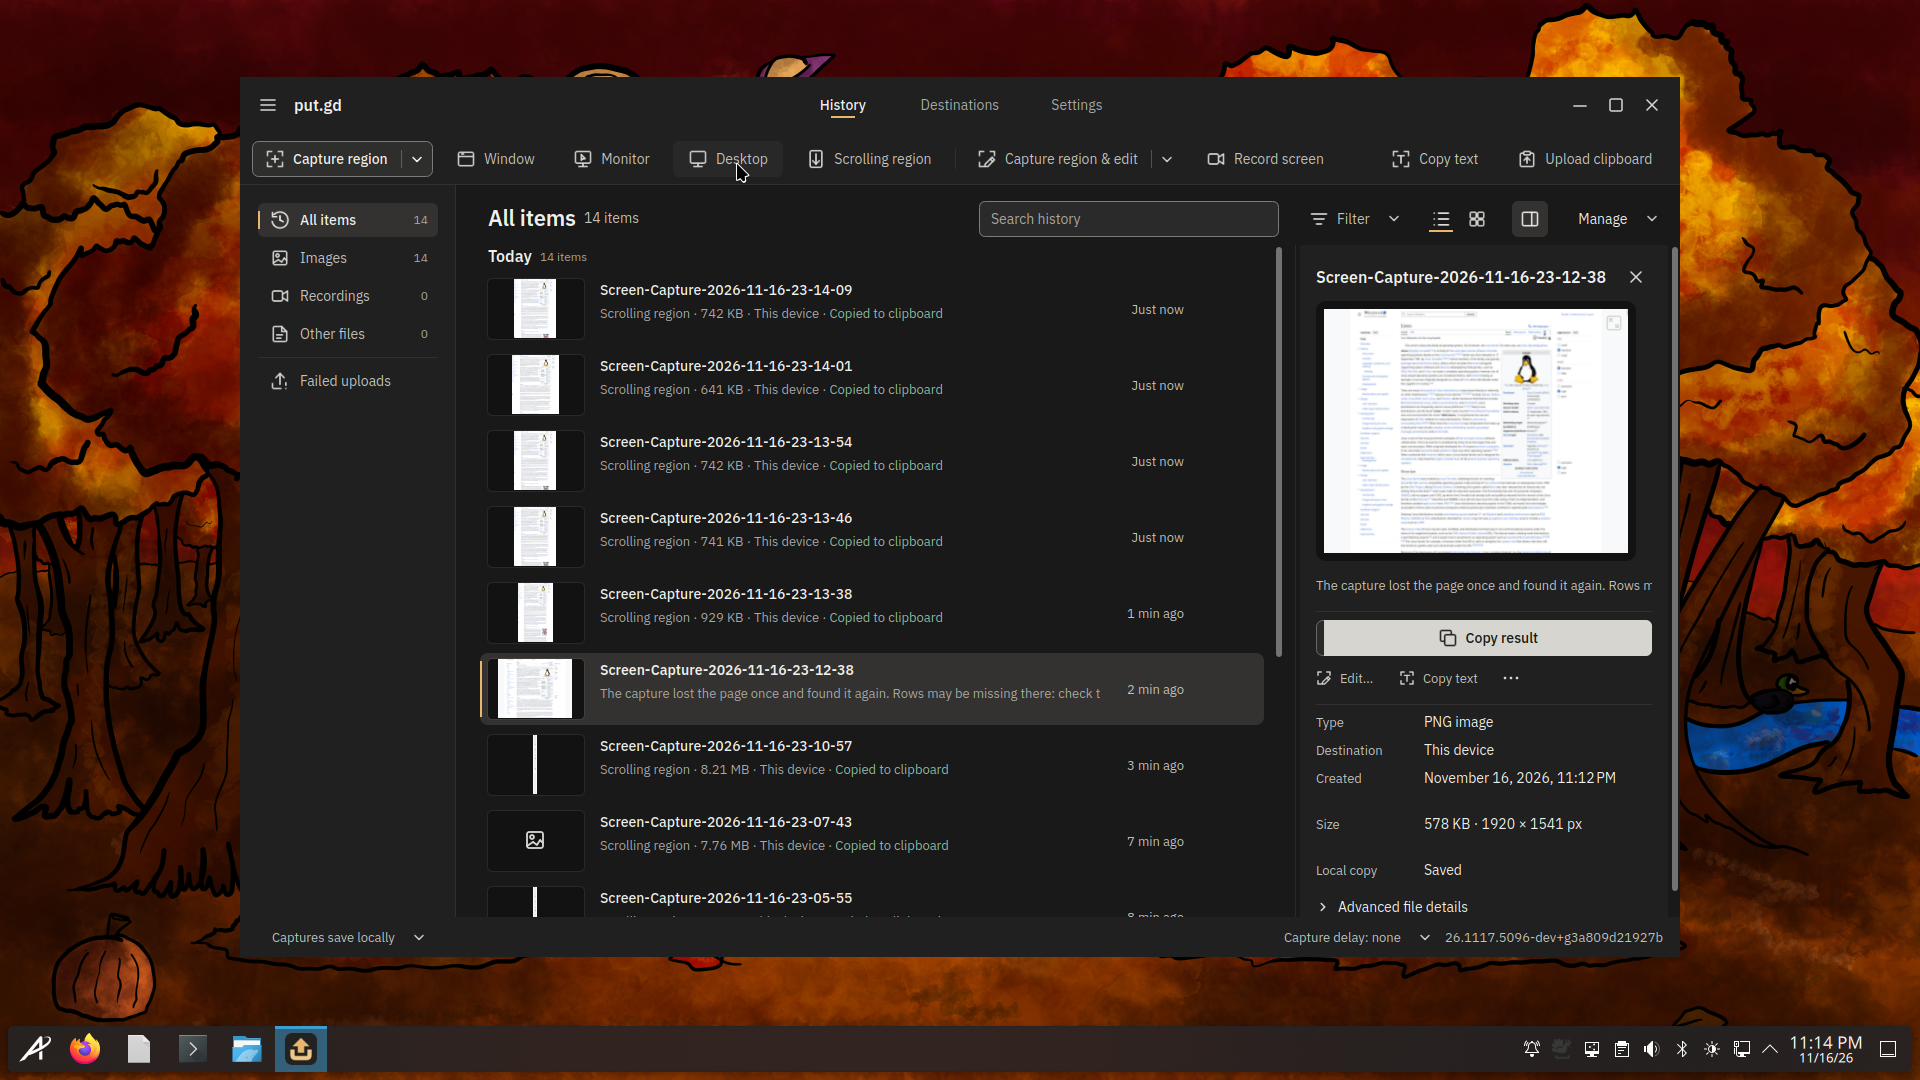 put.gd
History
Destinations
Settings
Capture region
Window
Monitor
Desktop
Scrolling region
Capture region & edit
Record screen
Copy text
Upload clipboard
All items 14
Images 14
Recordings 0
Other files 0
Failed uploads
All items 14 items
Search history
Filter
Manage
Today 14 items
Screen-Capture-2026-11-16-23-14-09
Scrolling region · 742 KB · This device · Copied to clipboard
Just now
Screen-Capture-2026-11-16-23-14-01
Scrolling region · 641 KB · This device · Copied to clipboard
Just now
Screen-Capture-2026-11-16-23-13-54
Scrolling region · 742 KB · This device · Copied to clipboard
Just now
Screen-Capture-2026-11-16-23-13-46
Scrolling region · 741 KB · This device · Copied to clipboard
Just now
Screen-Capture-2026-11-16-23-13-38
Scrolling region · 929 KB · This device · Copied to clipboard
1 min ago
Screen-Capture-2026-11-16-23-12-38
The capture lost the page once and found it again. Rows may be missing there: check t
2 min ago
Screen-Capture-2026-11-16-23-10-57
Scrolling region · 8.21 MB · This device · Copied to clipboard
3 min ago
Screen-Capture-2026-11-16-23-07-43
Scrolling region · 7.76 MB · This device · Copied to clipboard
7 min ago
Screen-Capture-2026-11-16-23-05-55
Screen-Capture-2026-11-16-23-12-38
The capture lost the page once and found it again. Rows m
Copy result
Edit...
Copy text
Type PNG image
Destination This device
Created November 16, 2026, 11:12 PM
Size 578 KB · 1920 × 1541 px
Local copy Saved
Advanced file details
Captures save locally
Capture delay: none
26.1117.5096-dev+g3a809d21927b
11:14 PM
11/16/26